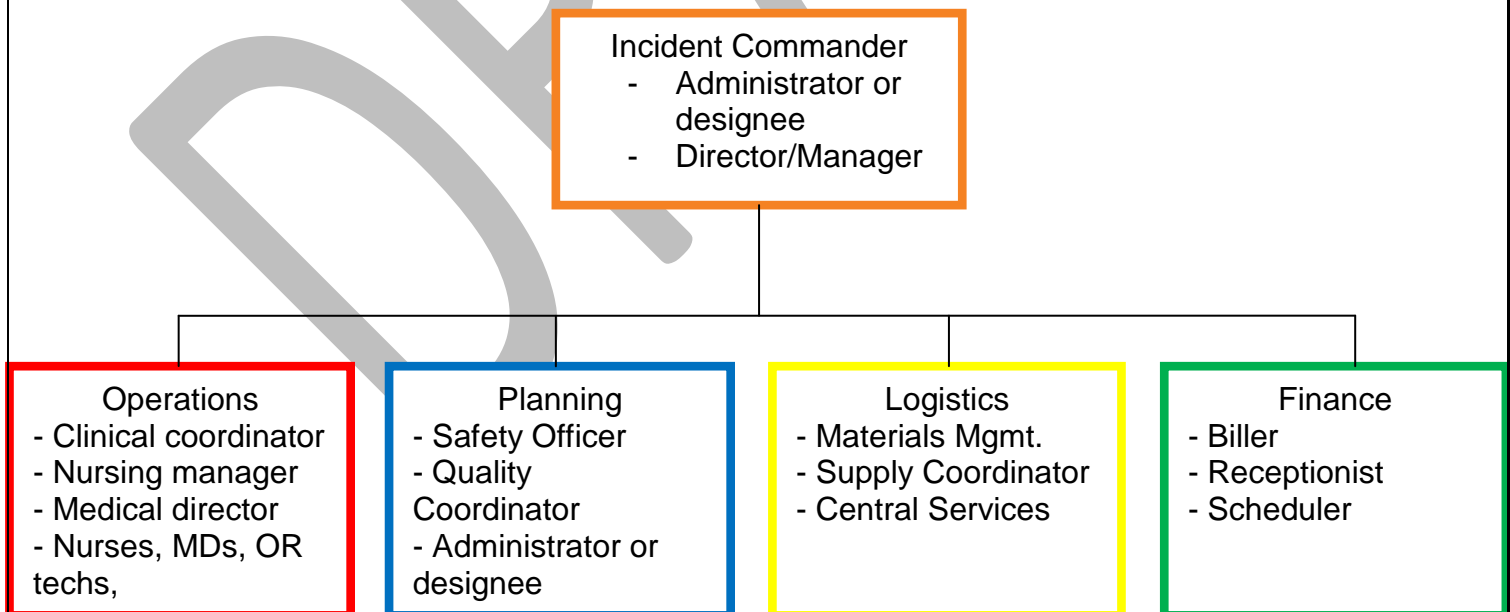 Incident Commander
- Administrator or
designee
- Director/Manager
Operations
- Clinical coordinator
- Nursing manager
- Medical director
- Nurses, MDs, OR
techs,
Planning
- Safety Officer
- Quality
Coordinator
- Administrator or
designee
Logistics
- Materials Mgmt.
- Supply Coordinator
- Central Services
Finance
- Biller
- Receptionist
- Scheduler